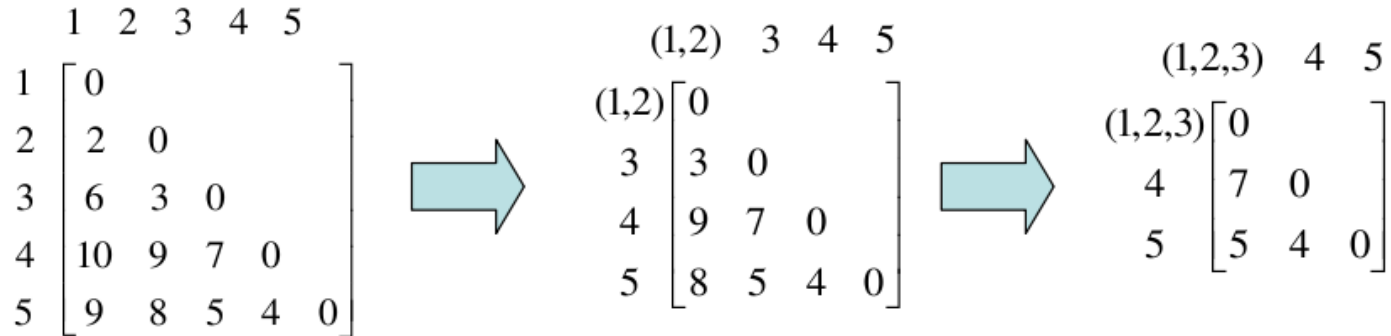 1 2 3 4 5
1 0
2 2 0
3 6 3 0
4 10 9 7 0
5 9 8 5 4 0
(1,2) 3 4 5
(1,2) 0
3 3 0
4 9 7 0
5 8 5 4 0
(1,2,3) 4 5
(1,2,3) 0
4 7 0
5 5 4 0